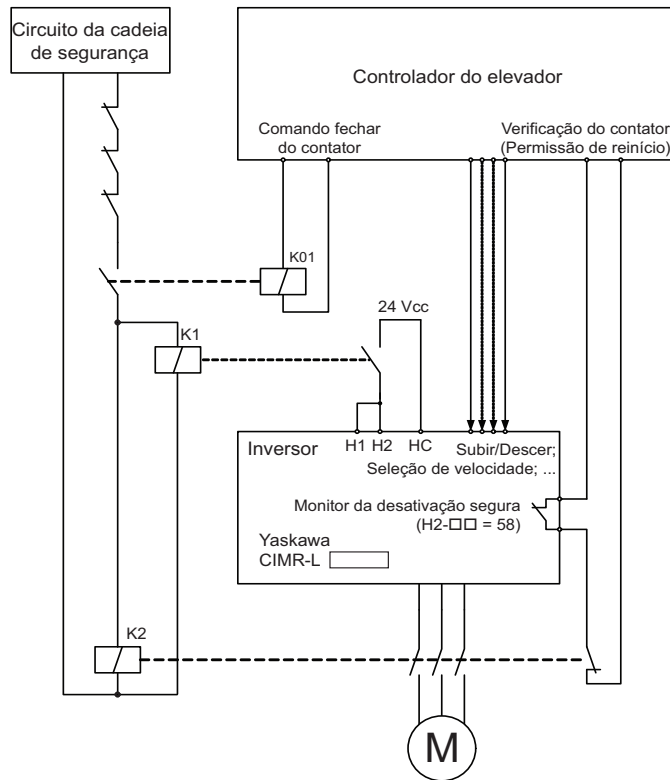 Circuito da cadeia
de segurança
Controlador do elevador
Comando fechar
do contator
Verificação do contator
(Permissão de reinício)
K01
24 Vcc
K1
Inversor
H1 H2 HC
Subir/Descer;
Seleção de velocidade; ...
Monitor da desativação segura
(H2-□□ = 58)
Yaskawa
CIMR-L
K2
M